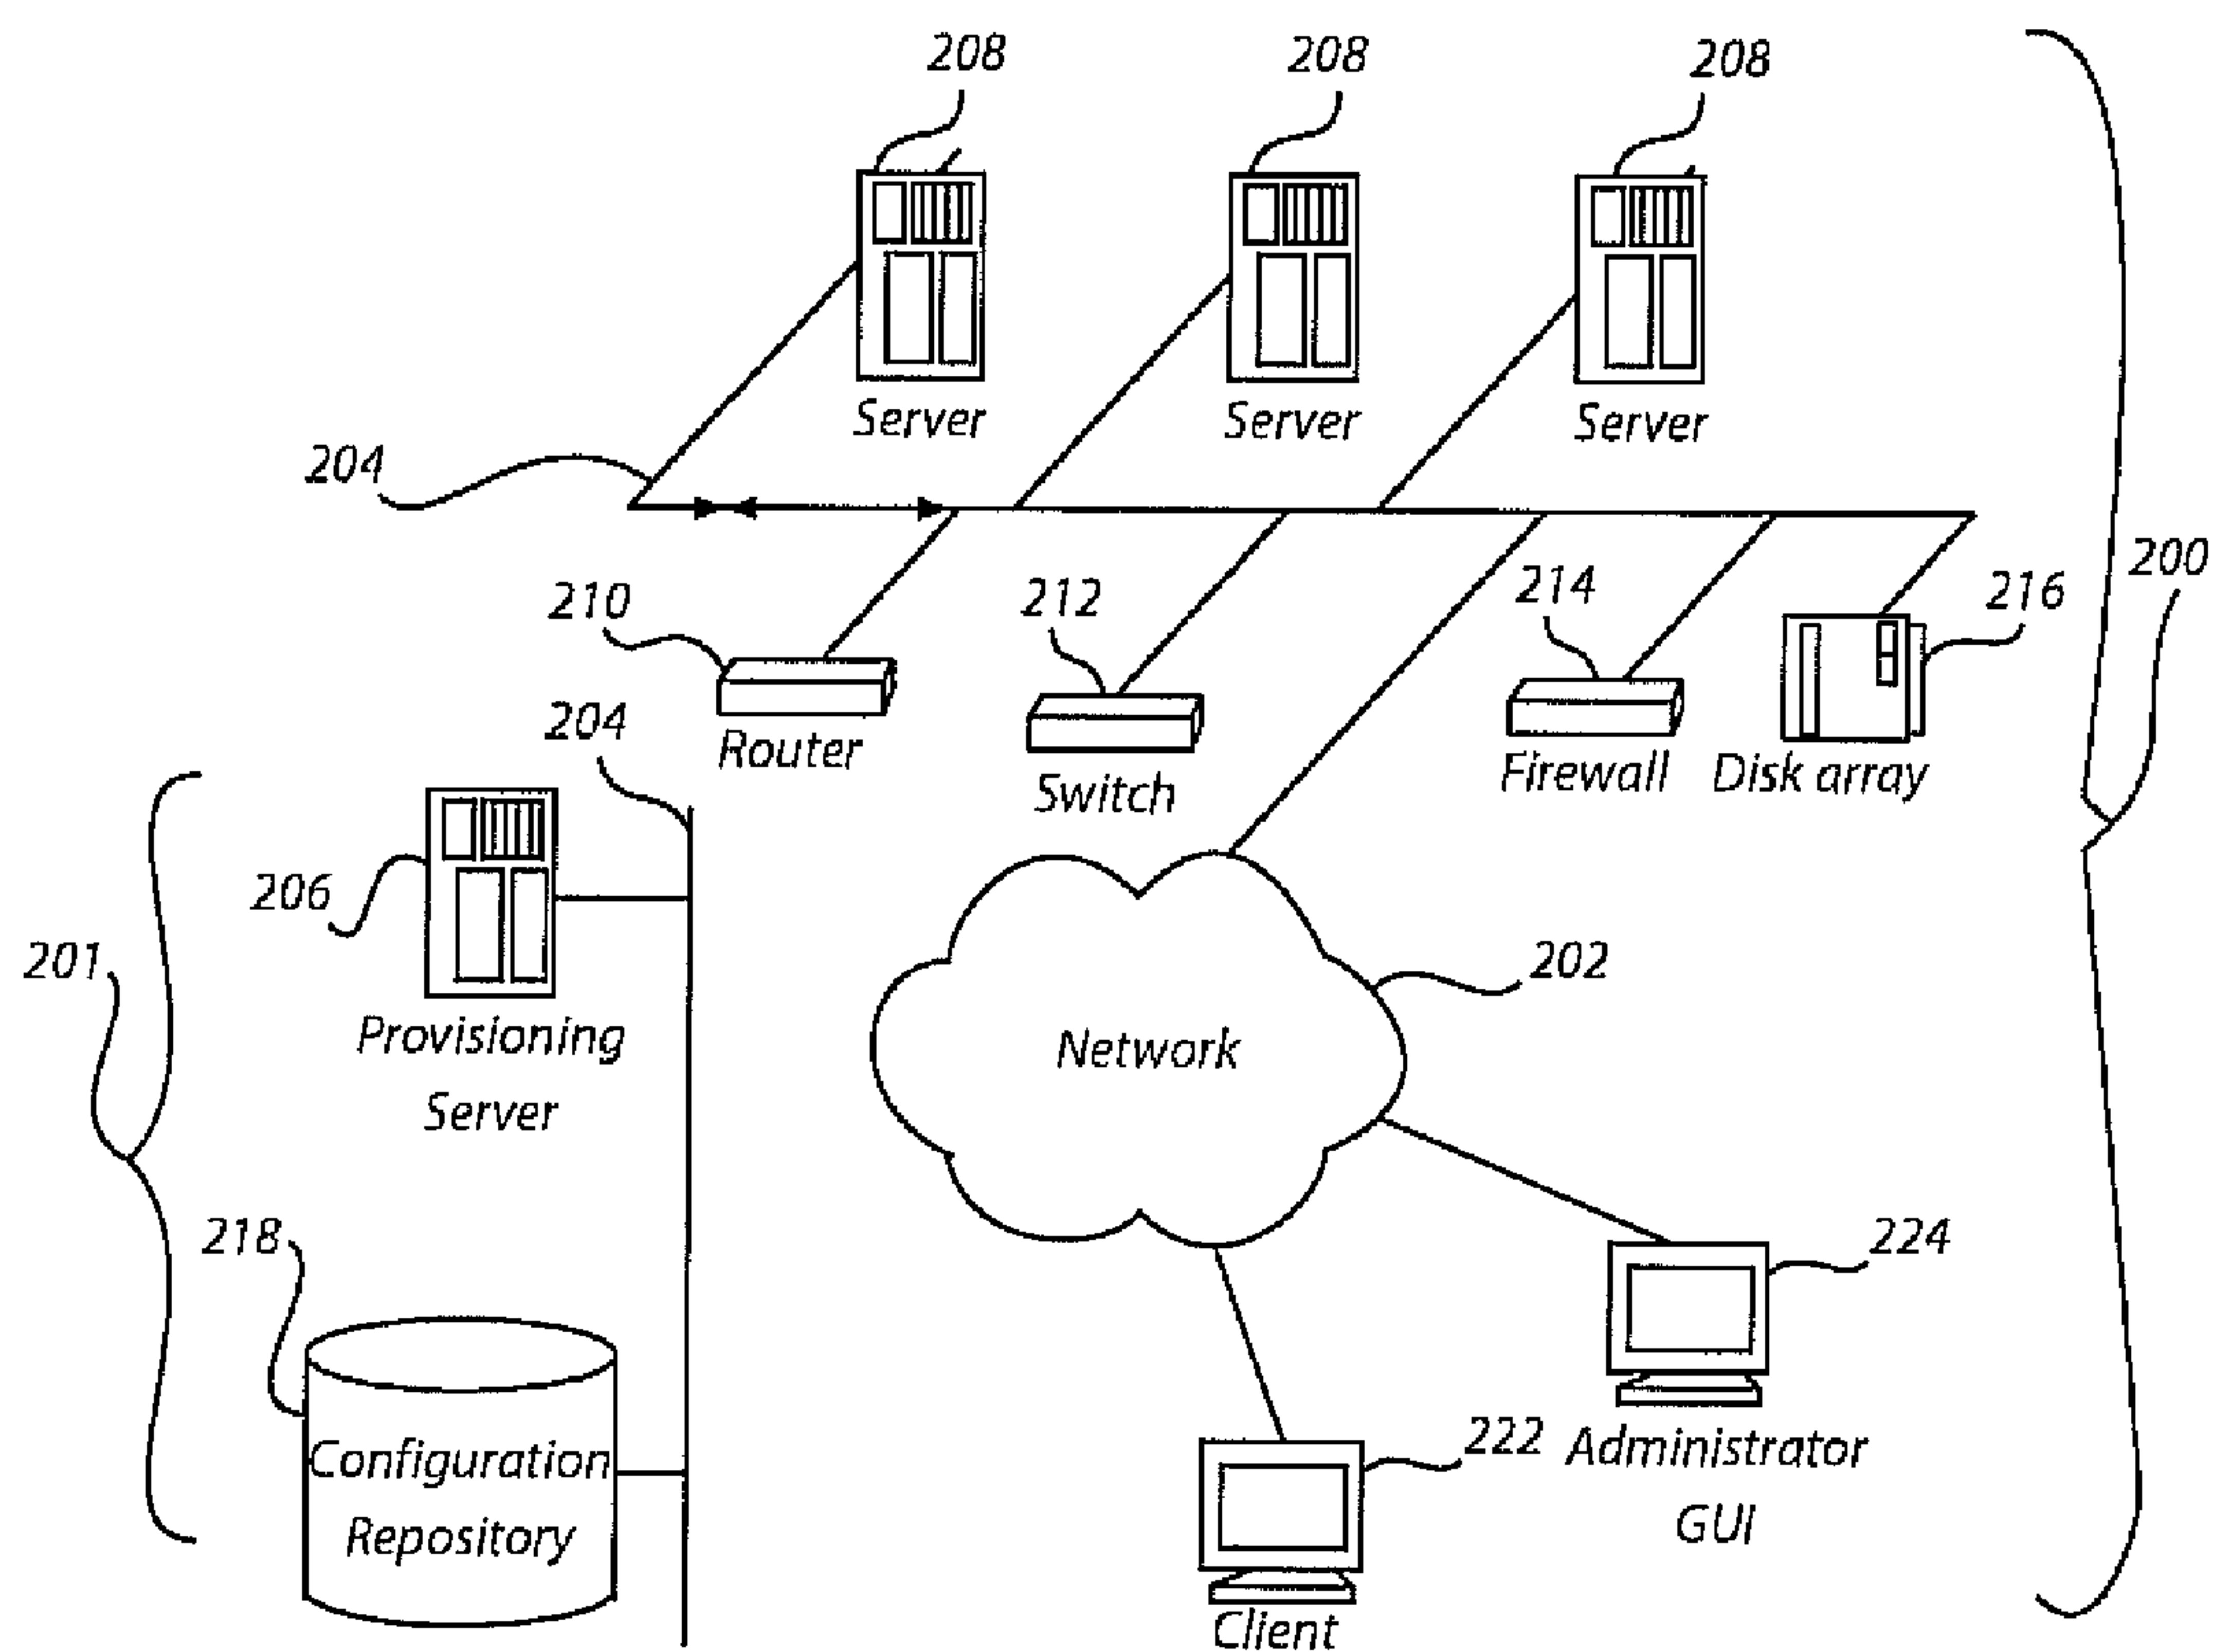 208
208
208
Server
Server
Server
204
200
210
212
214
216
Router
Switch
Firewall
Disk array
204
206
201
Provisioning
Server
202
Network
218
224
Configuration
Repository
222
Administrator
GUI
Client